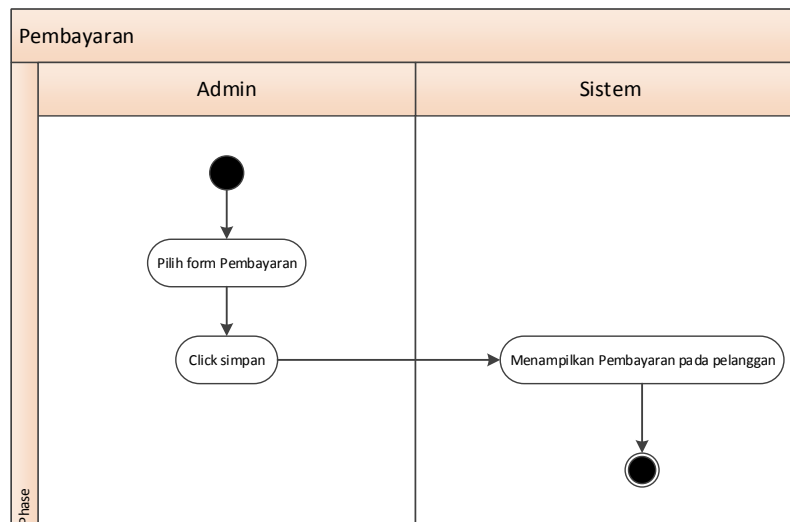 Pembayaran
Admin
Sistem
Pilih form Pembayaran
Click simpan
Menampilkan Pembayaran pada pelanggan
Phase